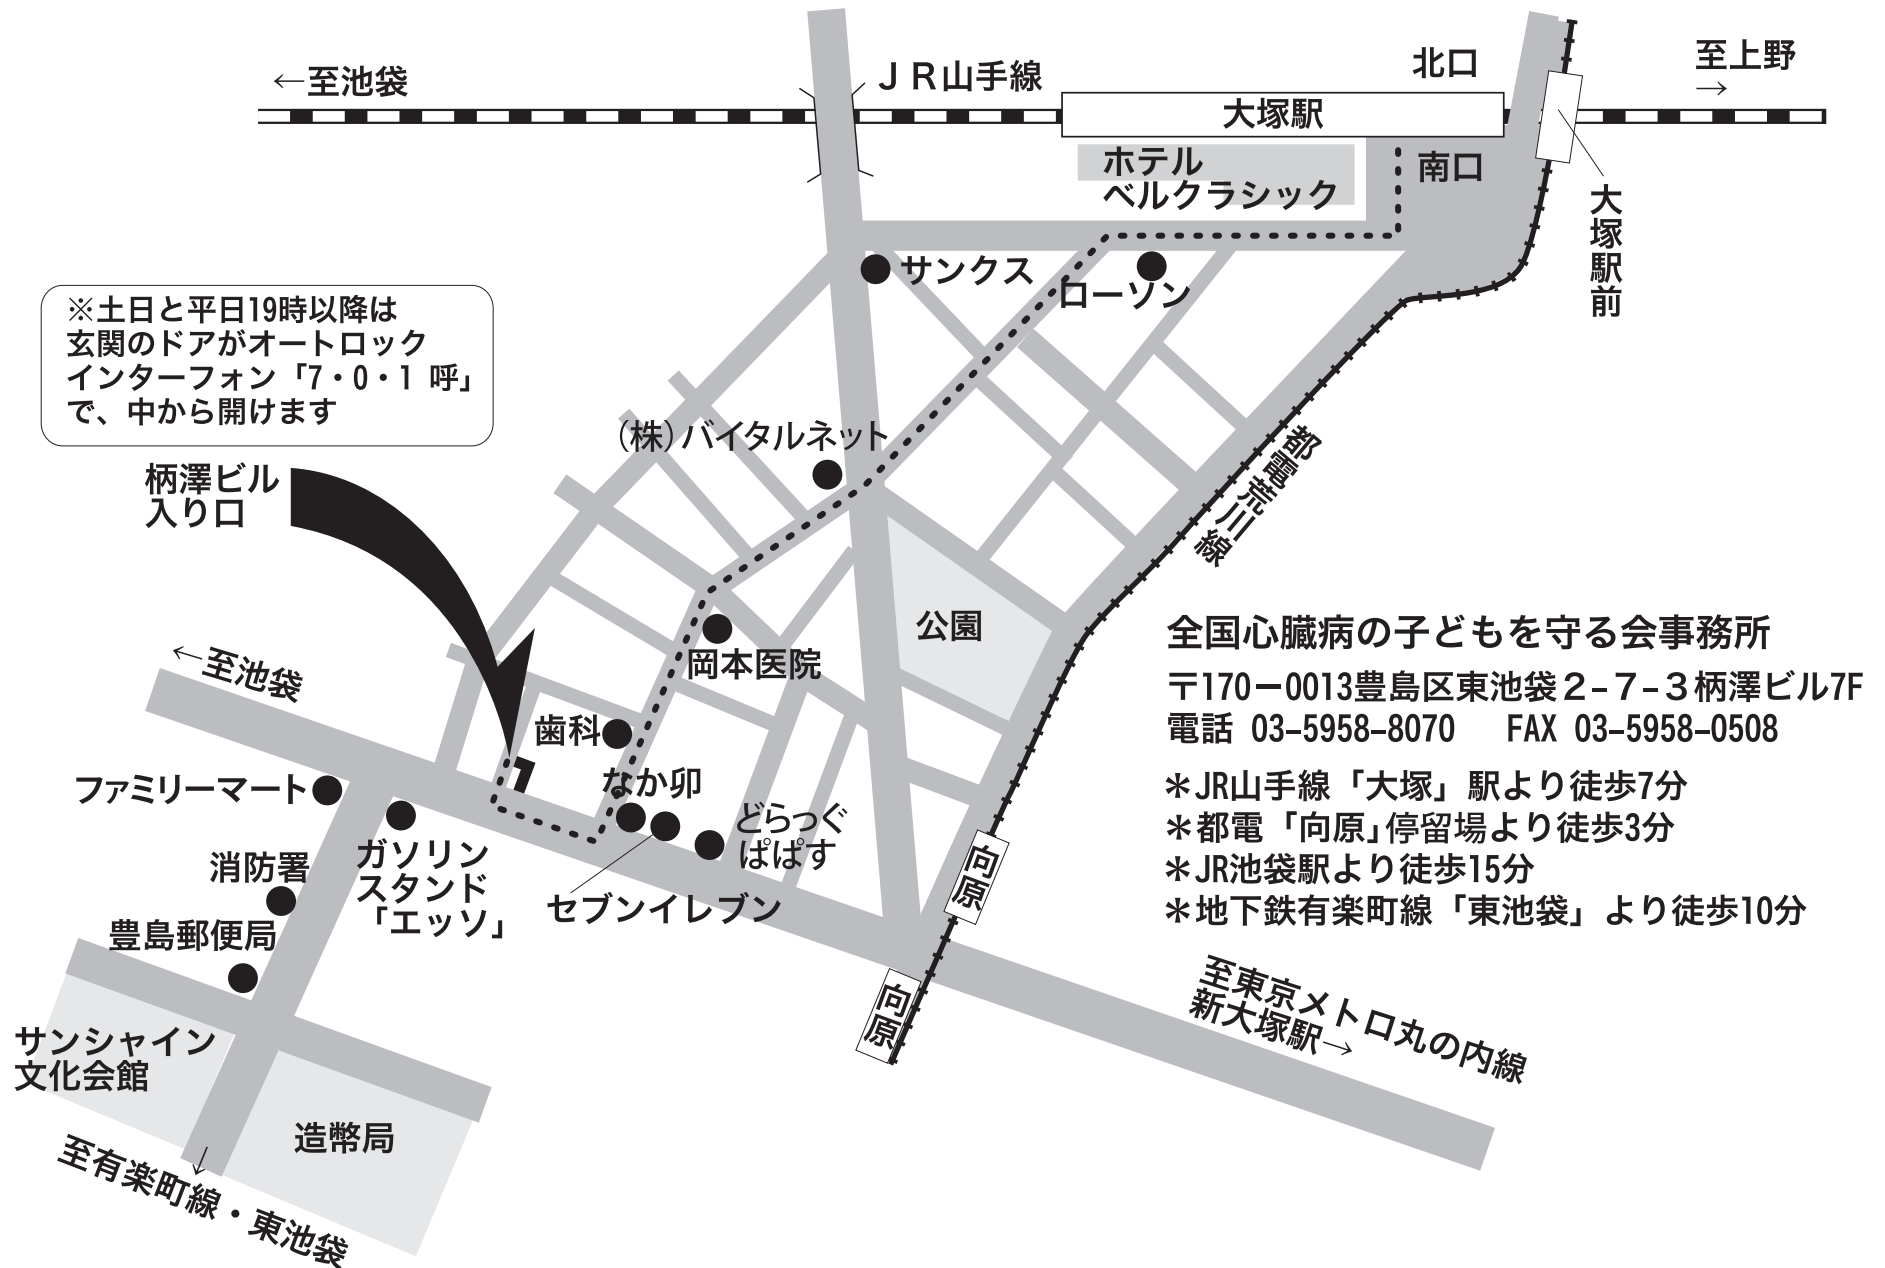 ←至池袋
ＪＲ山手線
北口
至上野
→
大塚駅
ホテル
ベルクラシック
南口
大塚駅前
サンクス
ローソン
※土日と平日19時以降は
玄関のドアがオートロック
インターフォン「7・0・1 呼」
で、中から開けます
(株)バイタルネット
都電荒川線
柄澤ビル
入り口
公園
岡本医院
←至池袋
歯科
なか卯
ファミリーマート
どらっぐ
ぱぱす
ガソリン
スタンド
「エッソ」
セブンイレブン
消防署
豊島郵便局
向原
向原
サンシャイン
文化会館
造幣局
至有楽町線・東池袋
←
至東京メトロ丸の内線
新大塚駅→
全国心臓病の子どもを守る会事務所
〒170－0013豊島区東池袋２−７−３柄澤ビル7F
電話 03–5958–8070 FAX 03–5958–0508
＊JR山手線「大塚」駅より徒歩7分
＊都電「向原」停留場より徒歩3分
＊JR池袋駅より徒歩15分
＊地下鉄有楽町線「東池袋」より徒歩10分